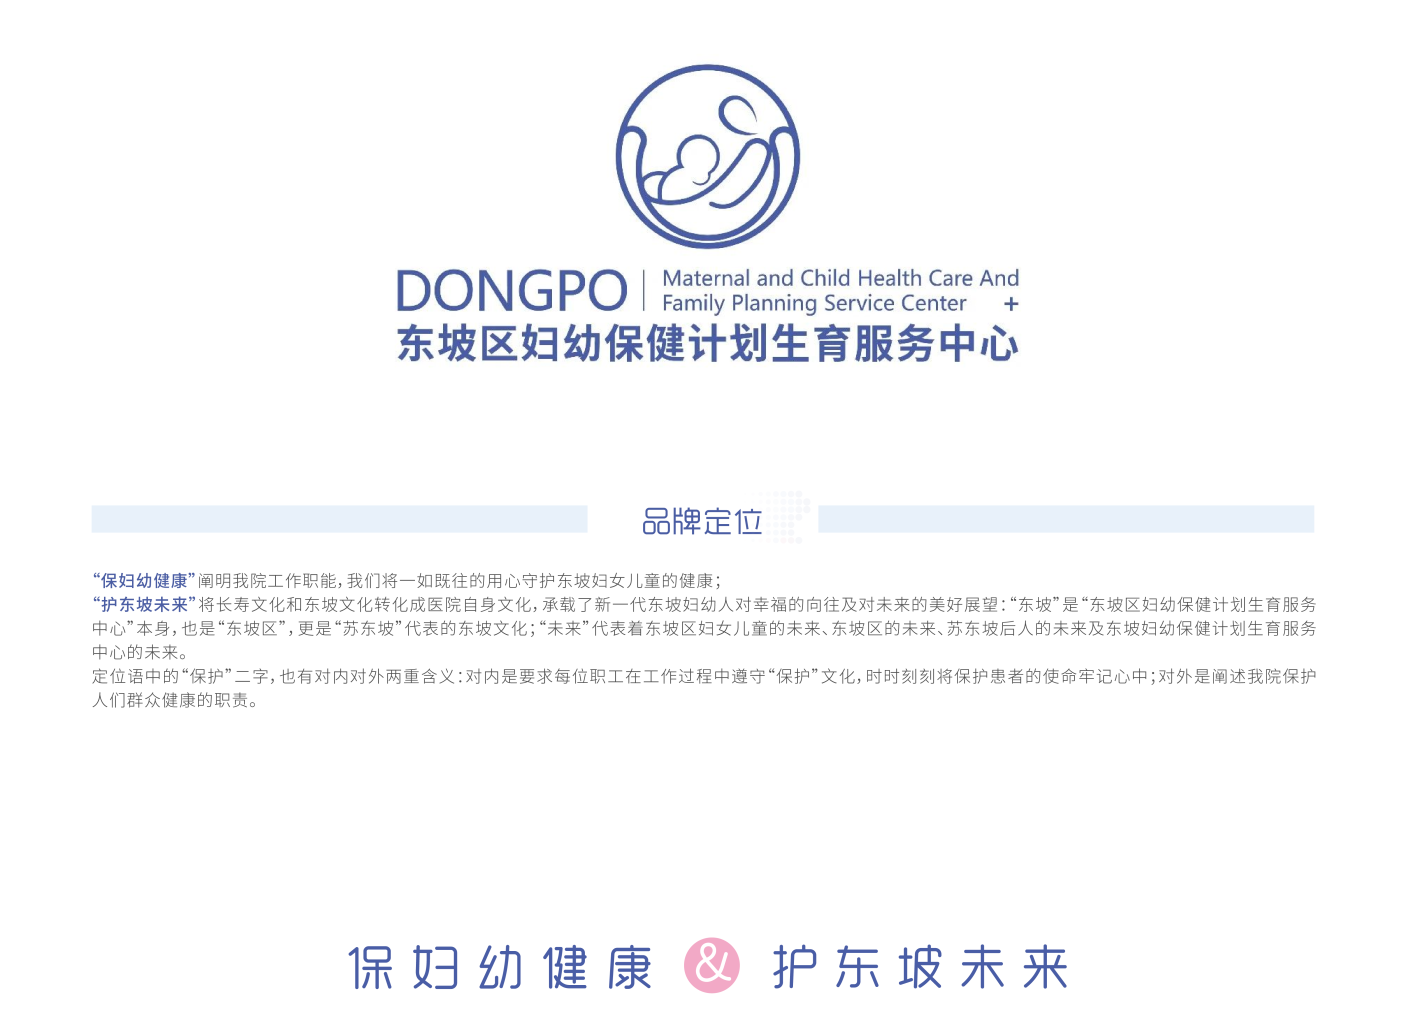 DONGPO
Maternal and Child Health Care And
Family Planning Service Center +
东坡区妇幼保健计划生育服务中心
品牌定位
“保妇幼健康”阐明我院工作职能，我们将一如既往的用心守护东坡妇女儿童的健康；
“护东坡未来”将长寿文化和东坡文化转化成医院自身文化，承载了新一代东坡妇幼人对幸福的向往及对未来的美好展望：“东坡”是“东坡区妇幼保健计划生育服务
中心”本身，也是“东坡区”，更是“苏东坡”代表的东坡文化；“未来”代表着东坡区妇女儿童的未来、东坡区的未来、苏东坡后人的未来及东坡妇幼保健计划生育服务
中心的未来。
定位语中的“保护”二字，也有对内对外两重含义：对内是要求每位职工在工作过程中遵守“保护”文化，时时刻刻将保护患者的使命牢记心中；对外是阐述我院保护
人们群众健康的职责。
保妇幼健康 & 护东坡未来